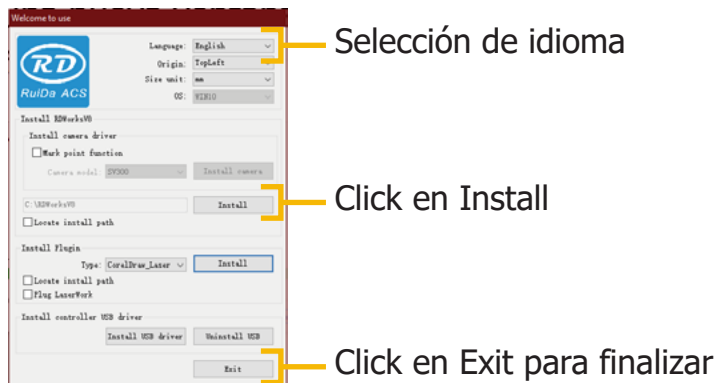 Welcome to use
Language: English
Selección de idioma
Origin: TopLeft
Size unit: mm
OS: WIN10
RD
RuiDa ACS
Install RDWorksV8
Install camera driver
Mark point function
Camera model: SV300 Install camera
C:\RDWorksV8 Install
Click en Install
Locate install path
Install Plugin
Type: CorelDraw_Laser Install
Locate install path
Plug LaserWork
Install controller USB driver
Install USB driver Uninstall USB
Exit
Click en Exit para finalizar